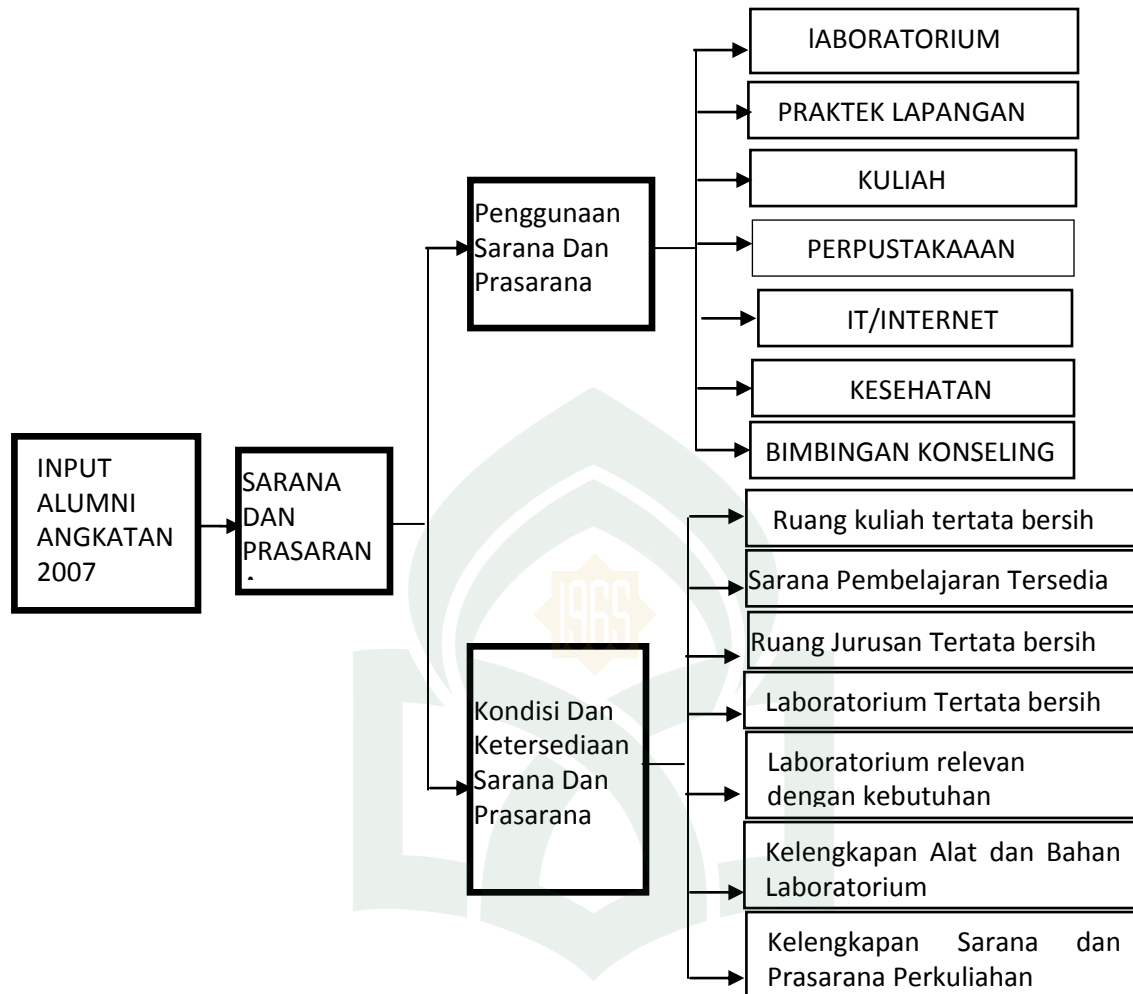 lABORATORIUM
PRAKTEK LAPANGAN
KULIAH
PERPUSTAKAAAN
IT/INTERNET
KESEHATAN
BIMBINGAN KONSELING
Penggunaan
Sarana Dan
Prasarana
INPUT
ALUMNI
ANGKATAN
2007
SARANA
DAN
PRASARAN
Kondisi Dan
Ketersediaan
Sarana Dan
Prasarana
Ruang kuliah tertata bersih
Sarana Pembelajaran Tersedia
Ruang Jurusan Tertata bersih
Laboratorium Tertata bersih
Laboratorium relevan
dengan kebutuhan
Kelengkapan Alat dan Bahan
Laboratorium
Kelengkapan Sarana dan
Prasarana Perkuliahan
1965